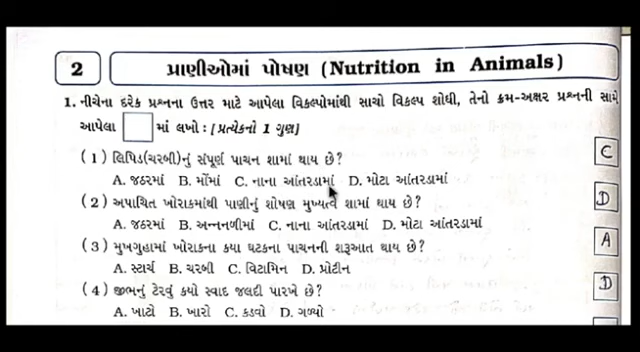 2 પ્રાણીઓમાં પોષણ (Nutrition in Animals)
1. નીચેના દરેક પ્રશ્નના ઉત્તર માટે આપેલા વિકલ્પોમાંથી સાચો વિકલ્પ શોધી, તેનો ક્રમ-અક્ષર પ્રશ્નની સામે
આપેલા માં લખો : [પ્રત્યેકનો 1 ગુણ]
(1) લિપિડ(ચરબી)નું સંપૂર્ણ પાચન શામાં થાય છે? C
A. જઠરમાં B. મોંમાં C. નાના આંતરડામાં D. મોટા આંતરડામાં
(2) અપાચિત ખોરાકમાંથી પાણીનું શોષણ મુખ્યત્વે શામાં થાય છે? D
A. જઠરમાં B. અન્નનળીમાં C. નાના આંતરડામાં D. મોટા આંતરડામાં
(3) મુખગુહામાં ખોરાકના કયા ઘટકના પાચનની શરૂઆત થાય છે? A
A. સ્ટાર્ચ B. ચરબી C. વિટામિન D. પ્રોટીન
(4) જીભનું ટેરવું કયો સ્વાદ જલદી પારખે છે? D
A. ખાટો B. ખારો C. કડવો D. ગળ્યો